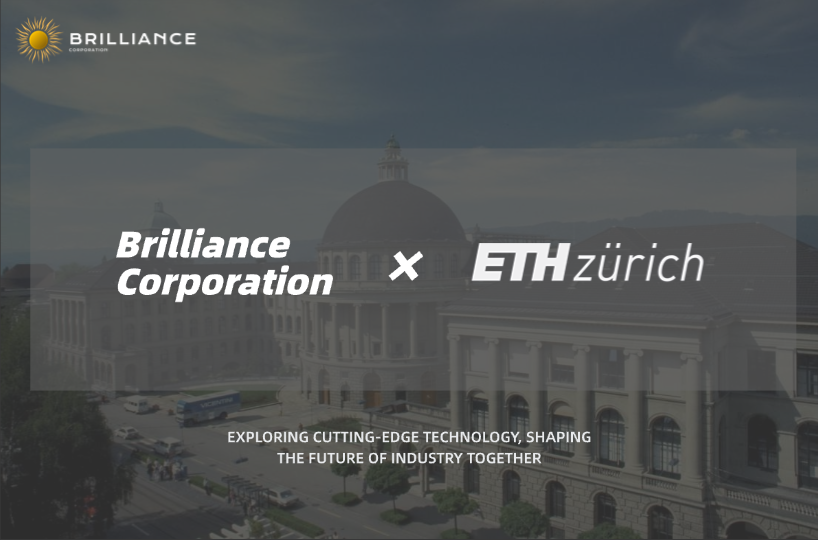 BRILLIANCE
CORPORATION
Brilliance
Corporation
×
ETH zürich
EXPLORING CUTTING-EDGE TECHNOLOGY, SHAPING
THE FUTURE OF INDUSTRY TOGETHER